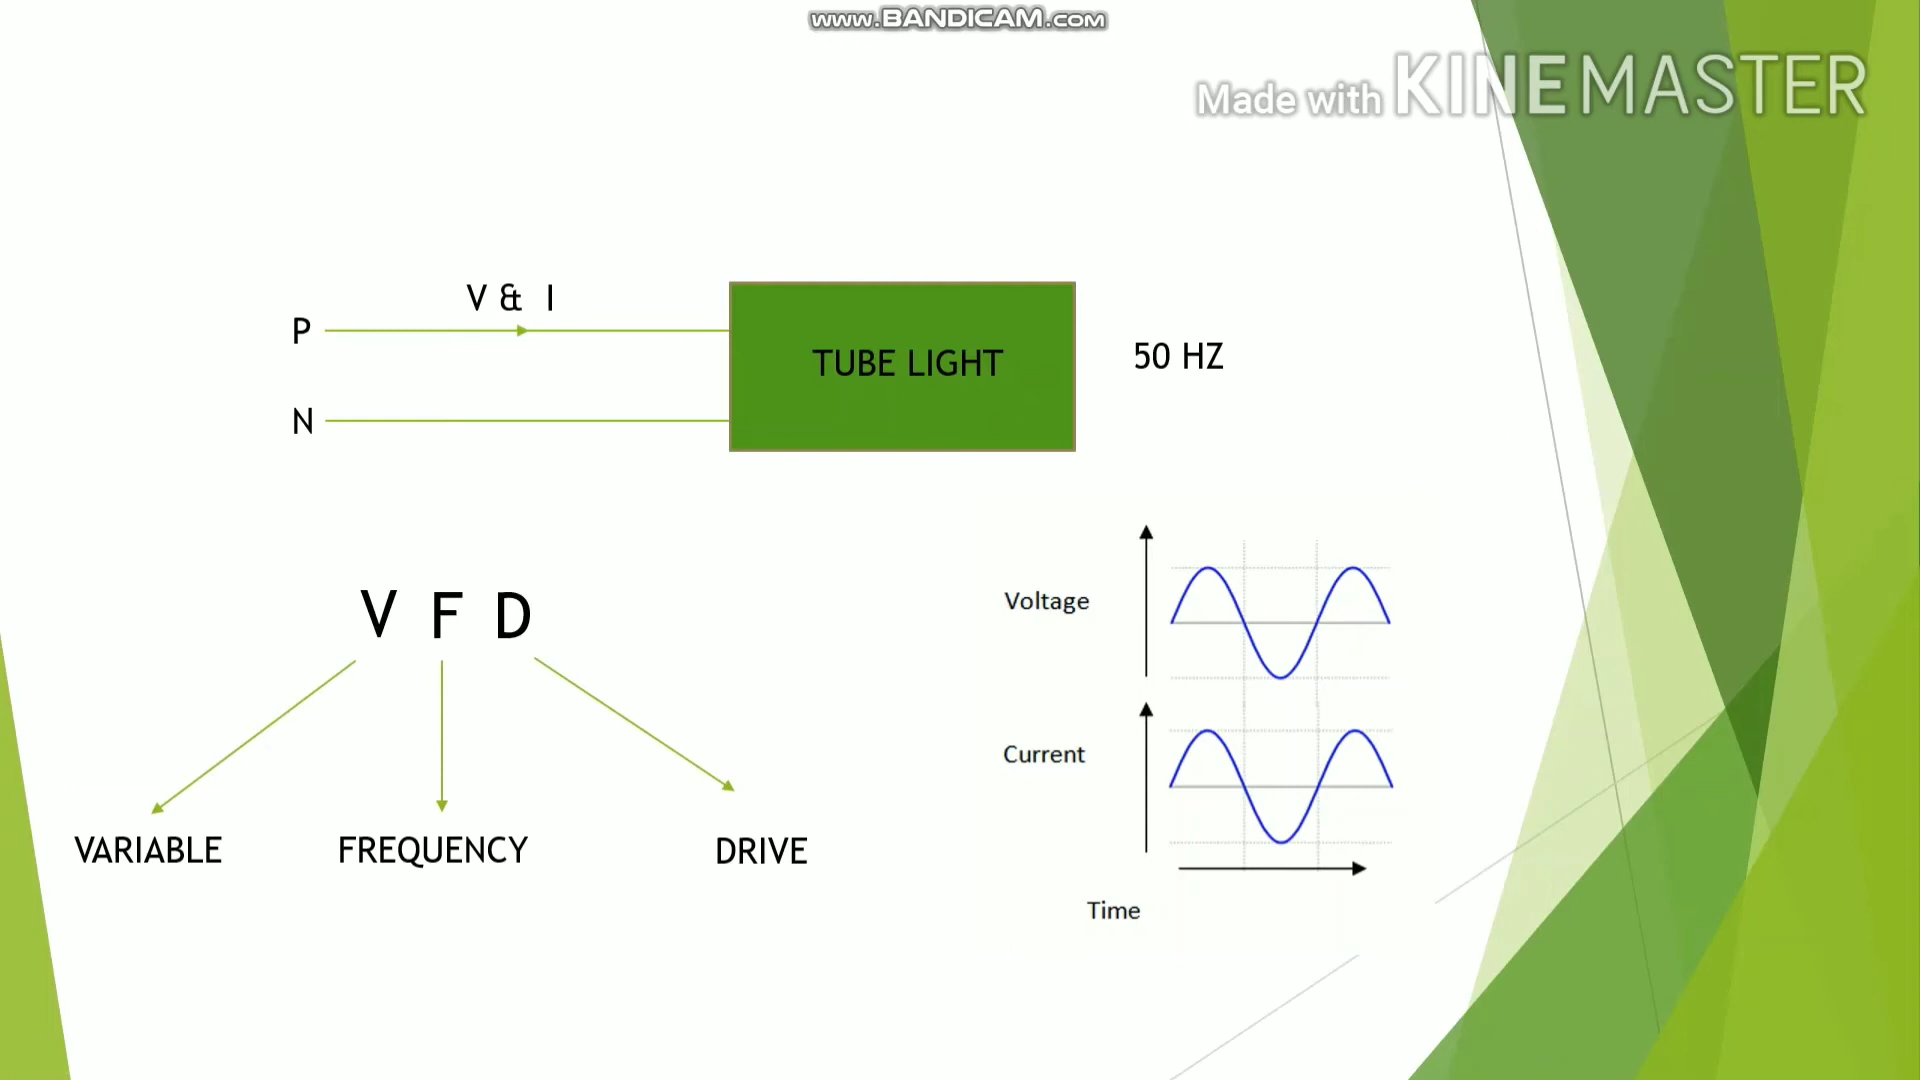 www.BANDICAM.com
Made with KINEMASTER
V & I
P
TUBE LIGHT
50 HZ
N
V F D
Voltage
Current
VARIABLE
FREQUENCY
DRIVE
Time